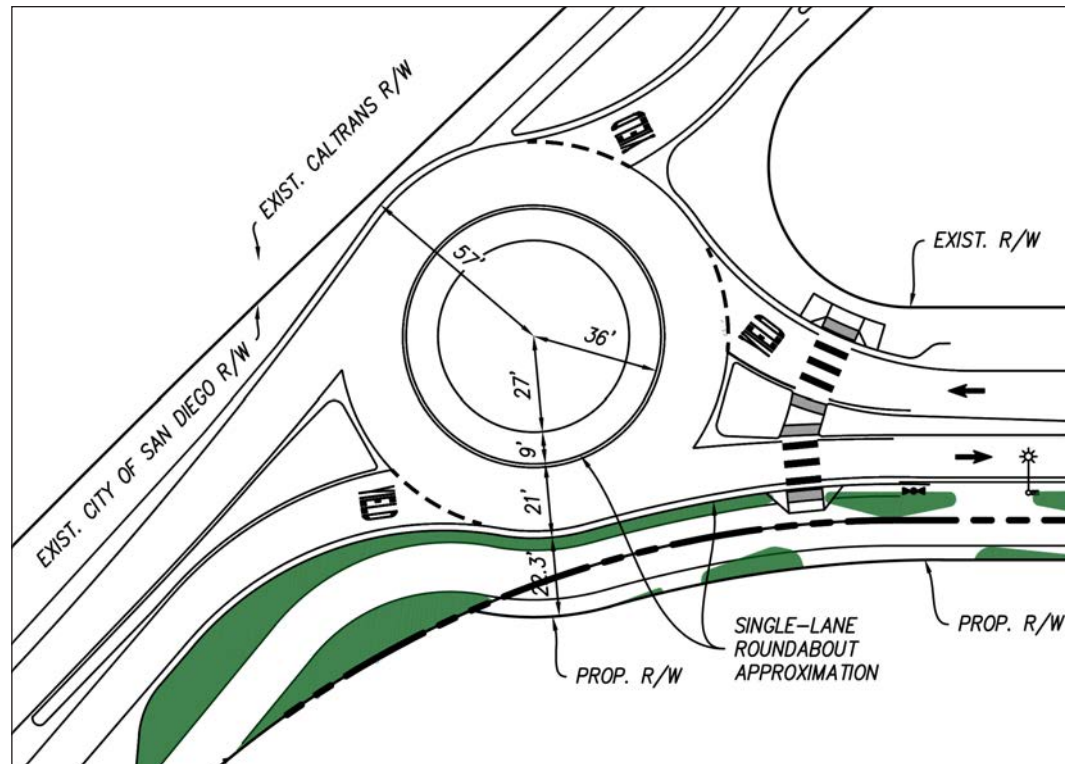 EXIST. CALTRANS R/W
EXIST. CITY OF SAN DIEGO R/W
57'
36'
27'
9'
21'
22.3'
EXIST. R/W
SINGLE-LANE
ROUNDABOUT
APPROXIMATION
PROP. R/W
PROP. R/W